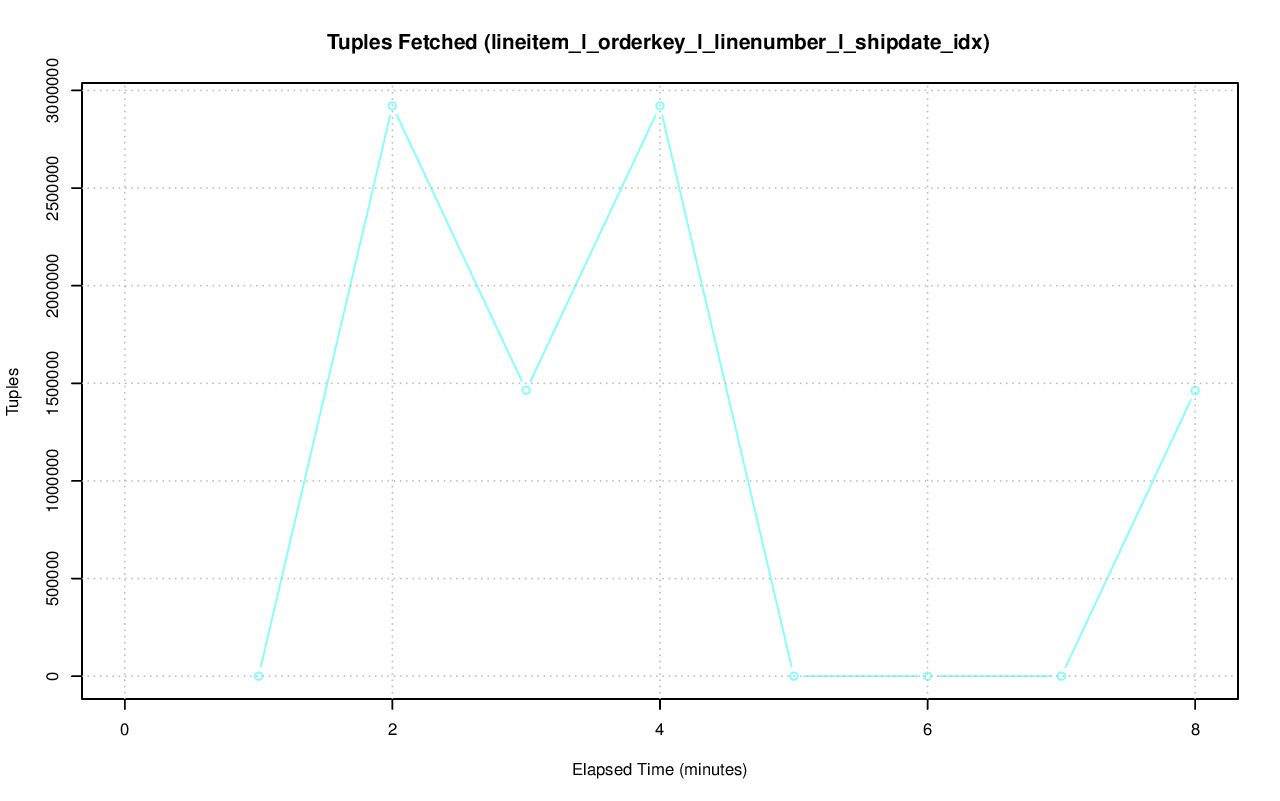 Tuples Fetched (lineitem_l_orderkey_l_linenumber_l_shipdate_idx)
3000000
2500000
2000000
1500000
1000000
500000
0
Tuples
0 2 4 6 8
Elapsed Time (minutes)